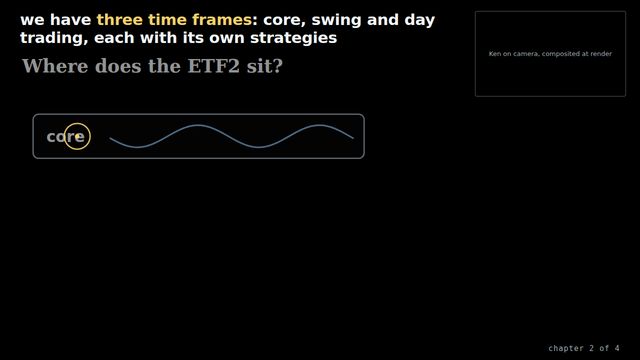 we have three time frames: core, swing and day
trading, each with its own strategies
Where does the ETF2 sit?
Ken on camera, composited at render
core
chapter 2 of 4